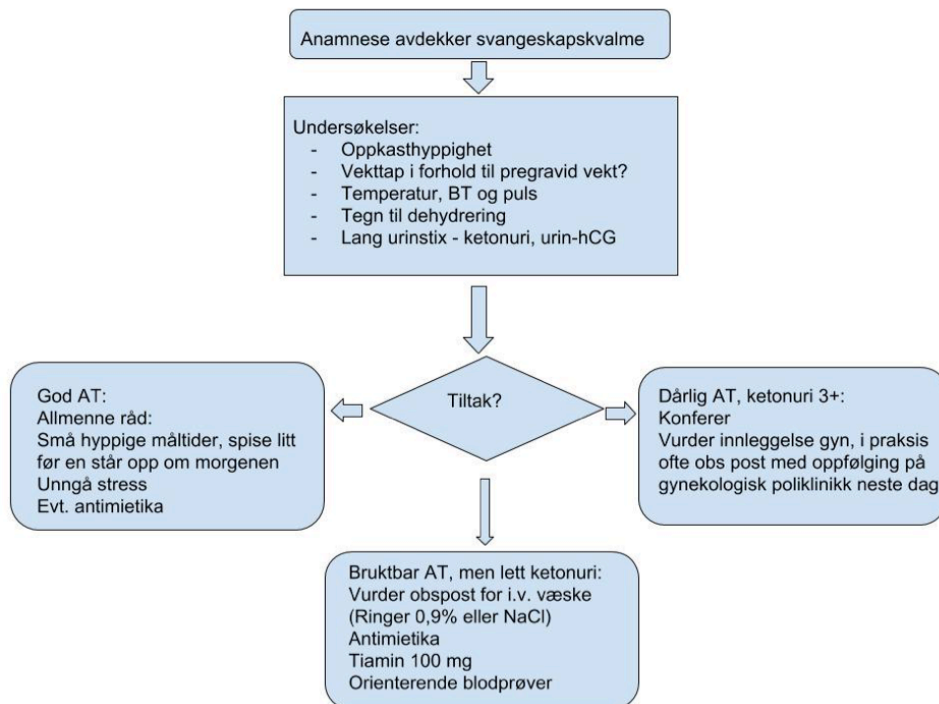 Anamnese avdekker svangeskapskvalme
Undersøkelser:
- Oppkasthyppighet
- Vekttap i forhold til pregravid vekt?
- Temperatur, BT og puls
- Tegn til dehydrering
- Lang urinstix - ketonuri, urin-hCG
Tiltak?
God AT:
Allmenne råd:
Små hyppige måltider, spise litt
før en står opp om morgenen
Unngå stress
Evt. antimietika
Dårlig AT, ketonuri 3+:
Konferer
Vurder innleggelse gyn, i praksis
ofte obs post med oppfølging på
gynekologisk poliklinikk neste dag
Bruktbar AT, men lett ketonuri:
Vurder obspost for i.v. væske
(Ringer 0,9% eller NaCl)
Antimietika
Tiamin 100 mg
Orienterende blodprøver